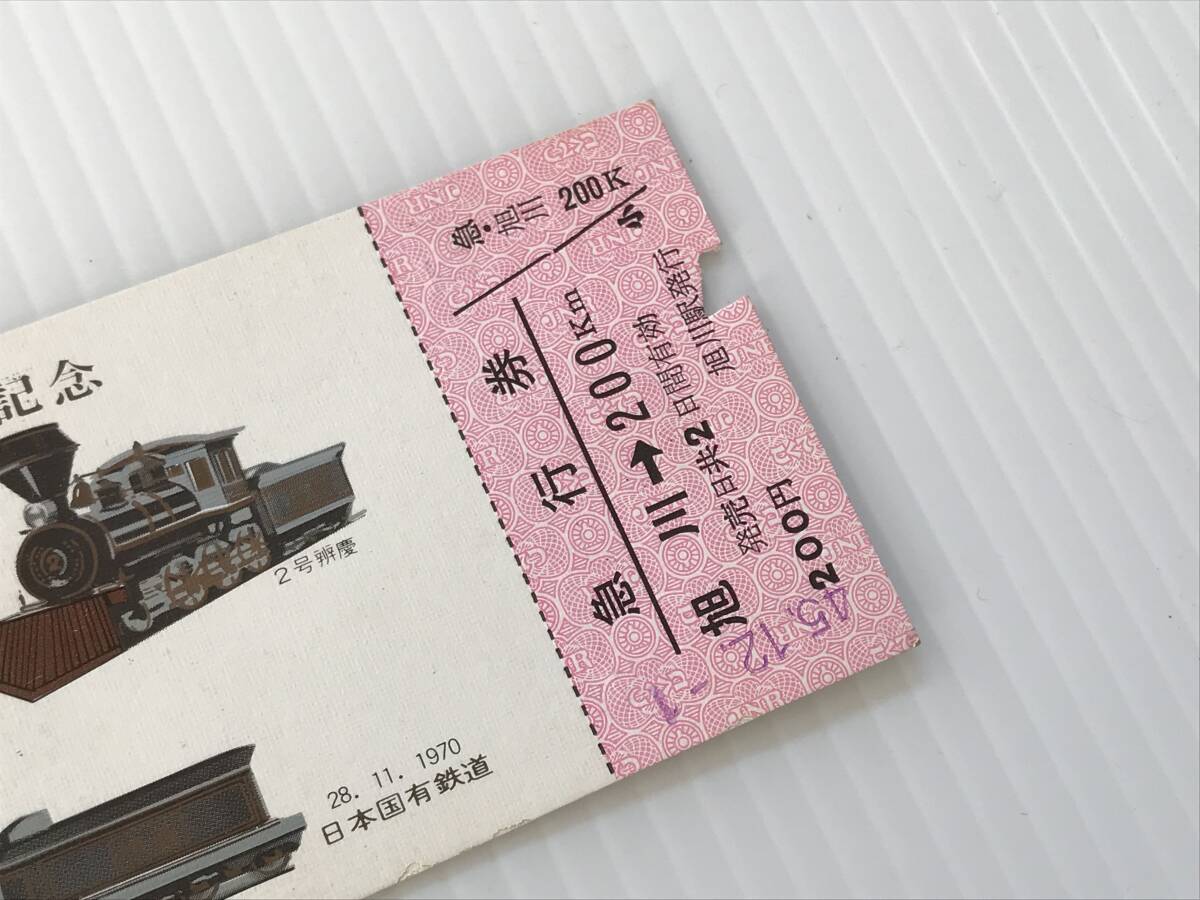 記念
2号辨慶
28. 11. 1970
日本国有鉄道
急・旭川 200K
小
急行券
旭川➔200Km
発売日共2日間有効
旭川駅発行
200円
45.12.-1